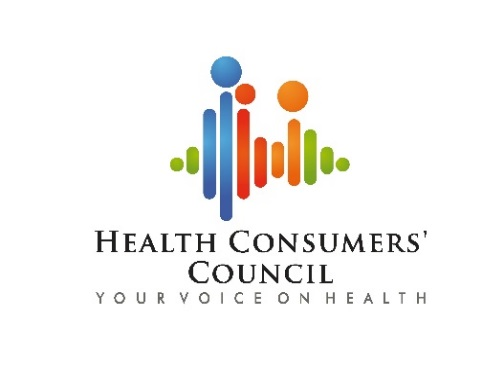 HEALTH CONSUMERS'
COUNCIL
YOUR VOICE ON HEALTH